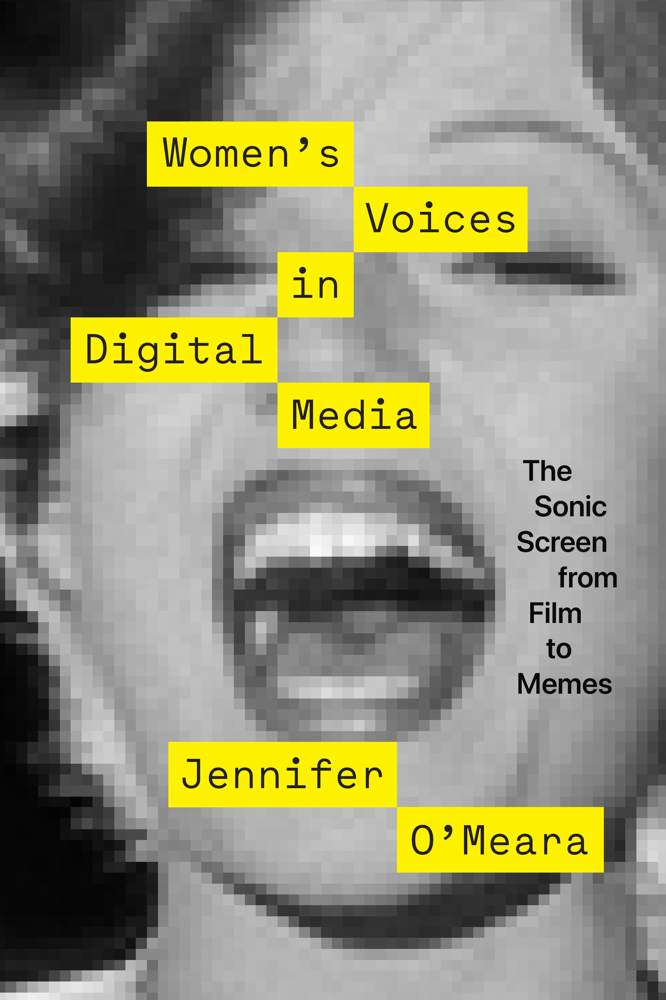 Women’s
Voices
in
Digital
Media
The
Sonic
Screen
from
Film
to
Memes
Jennifer
O’Meara